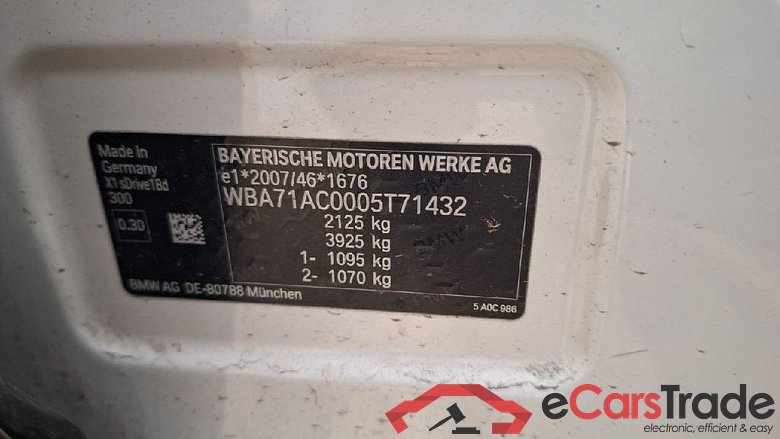 Made in
Germany
X1 sDrive18d
300
0.30
BAYERISCHE MOTOREN WERKE AG
e1*2007/46*1676
WBA71AC0005T71432
2125 kg
3925 kg
1- 1095 kg
2- 1070 kg
BMW AG DE-80788 München
5 A0C 986
eCarsTrade
electronic, efficient & easy